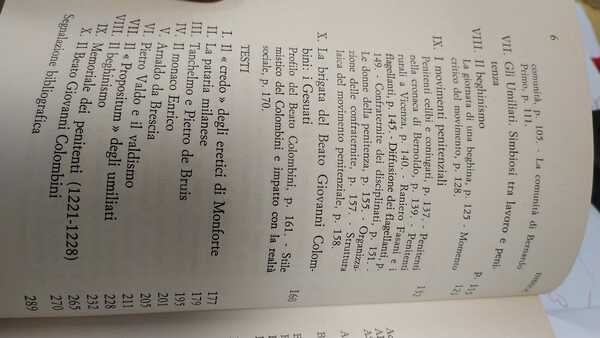 6
comunità, p. 105. - La comunità di Bernardo
Primo, p. 111.
VII. Gli Umiliati. Simbiosi tra lavoro e peni-
tenza
VIII. Il beghinismo
La giornata di una beghina, p. 125 - Momento
critico del movimento, p. 128.
IX. I movimenti penitenziali
Penitenti celibi e coniugati, p. 137. - Penitenti
nella cronaca di Bernoldo, p. 139. - Penitenti
rurali a Vicenza, p. 140. - Raniero Fasani e i
flagellanti, p. 145. - Diffusione dei flagellanti, p.
149. - Confraternite dei disciplinati, p. 151. -
Le donne della penitenza, p. 155. - Organizza-
zione delle confraternite, p. 157. - Struttura
laica del movimento penitenziale, p. 158.
X. La brigata del Beato Giovanni Colom-
bini: i Gesuati 160
Profilo del Beato Colombini, p. 161. - Stile
mistico del Colombini e impatto con la realtà
sociale, p. 170.
TESTI
I. Il « credo » degli eretici di Monforte 177
II. La pataria milanese 179
III. Tanchelmo e Pietro de Bruis
IV. Il monaco Enrico 195
V. Arnaldo da Brescia 201
VI. Pietro Valdo e il valdismo 205
VII. Il « Propositum » degli umiliati 211
VIII. Il beghinismo 228
IX. Memoriale dei penitenti (1221-1228) 232
X. Il Beato Giovanni Colombini 265
Segnalazione bibliografica 270
289